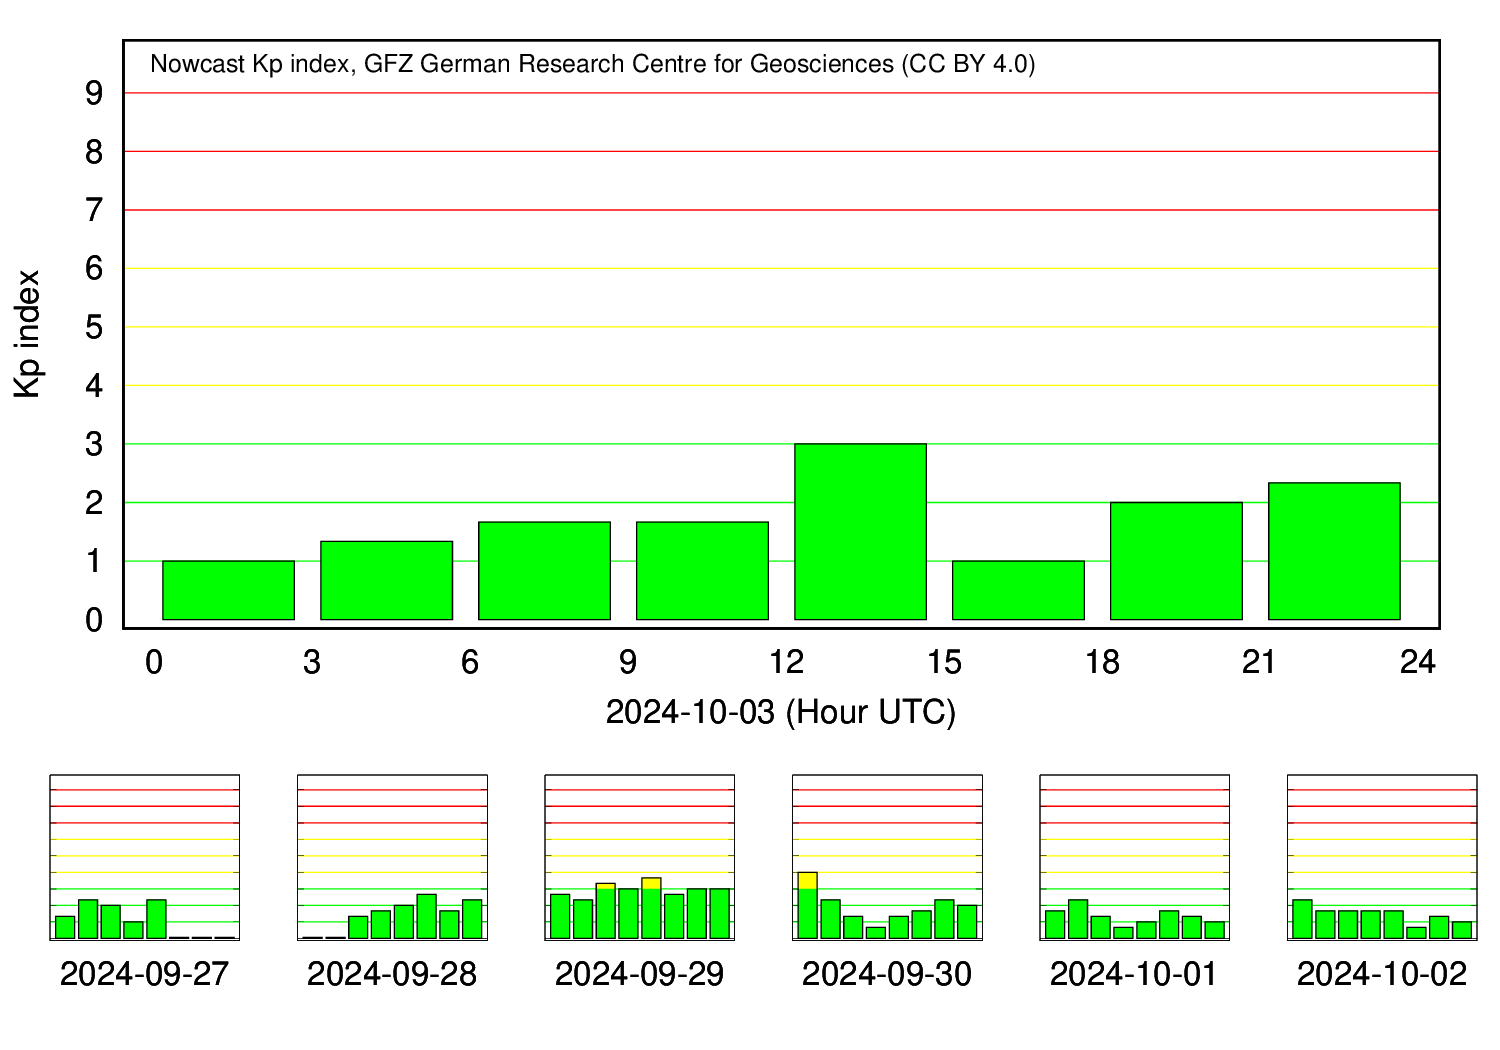 Nowcast Kp index, GFZ German Research Centre for Geosciences (CC BY 4.0)
9
8
7
6
5
4
3
2
1
0
Kp index
0 3 6 9 12 15 18 21 24
2024-10-03 (Hour UTC)
2024-09-27 2024-09-28 2024-09-29 2024-09-30 2024-10-01 2024-10-02